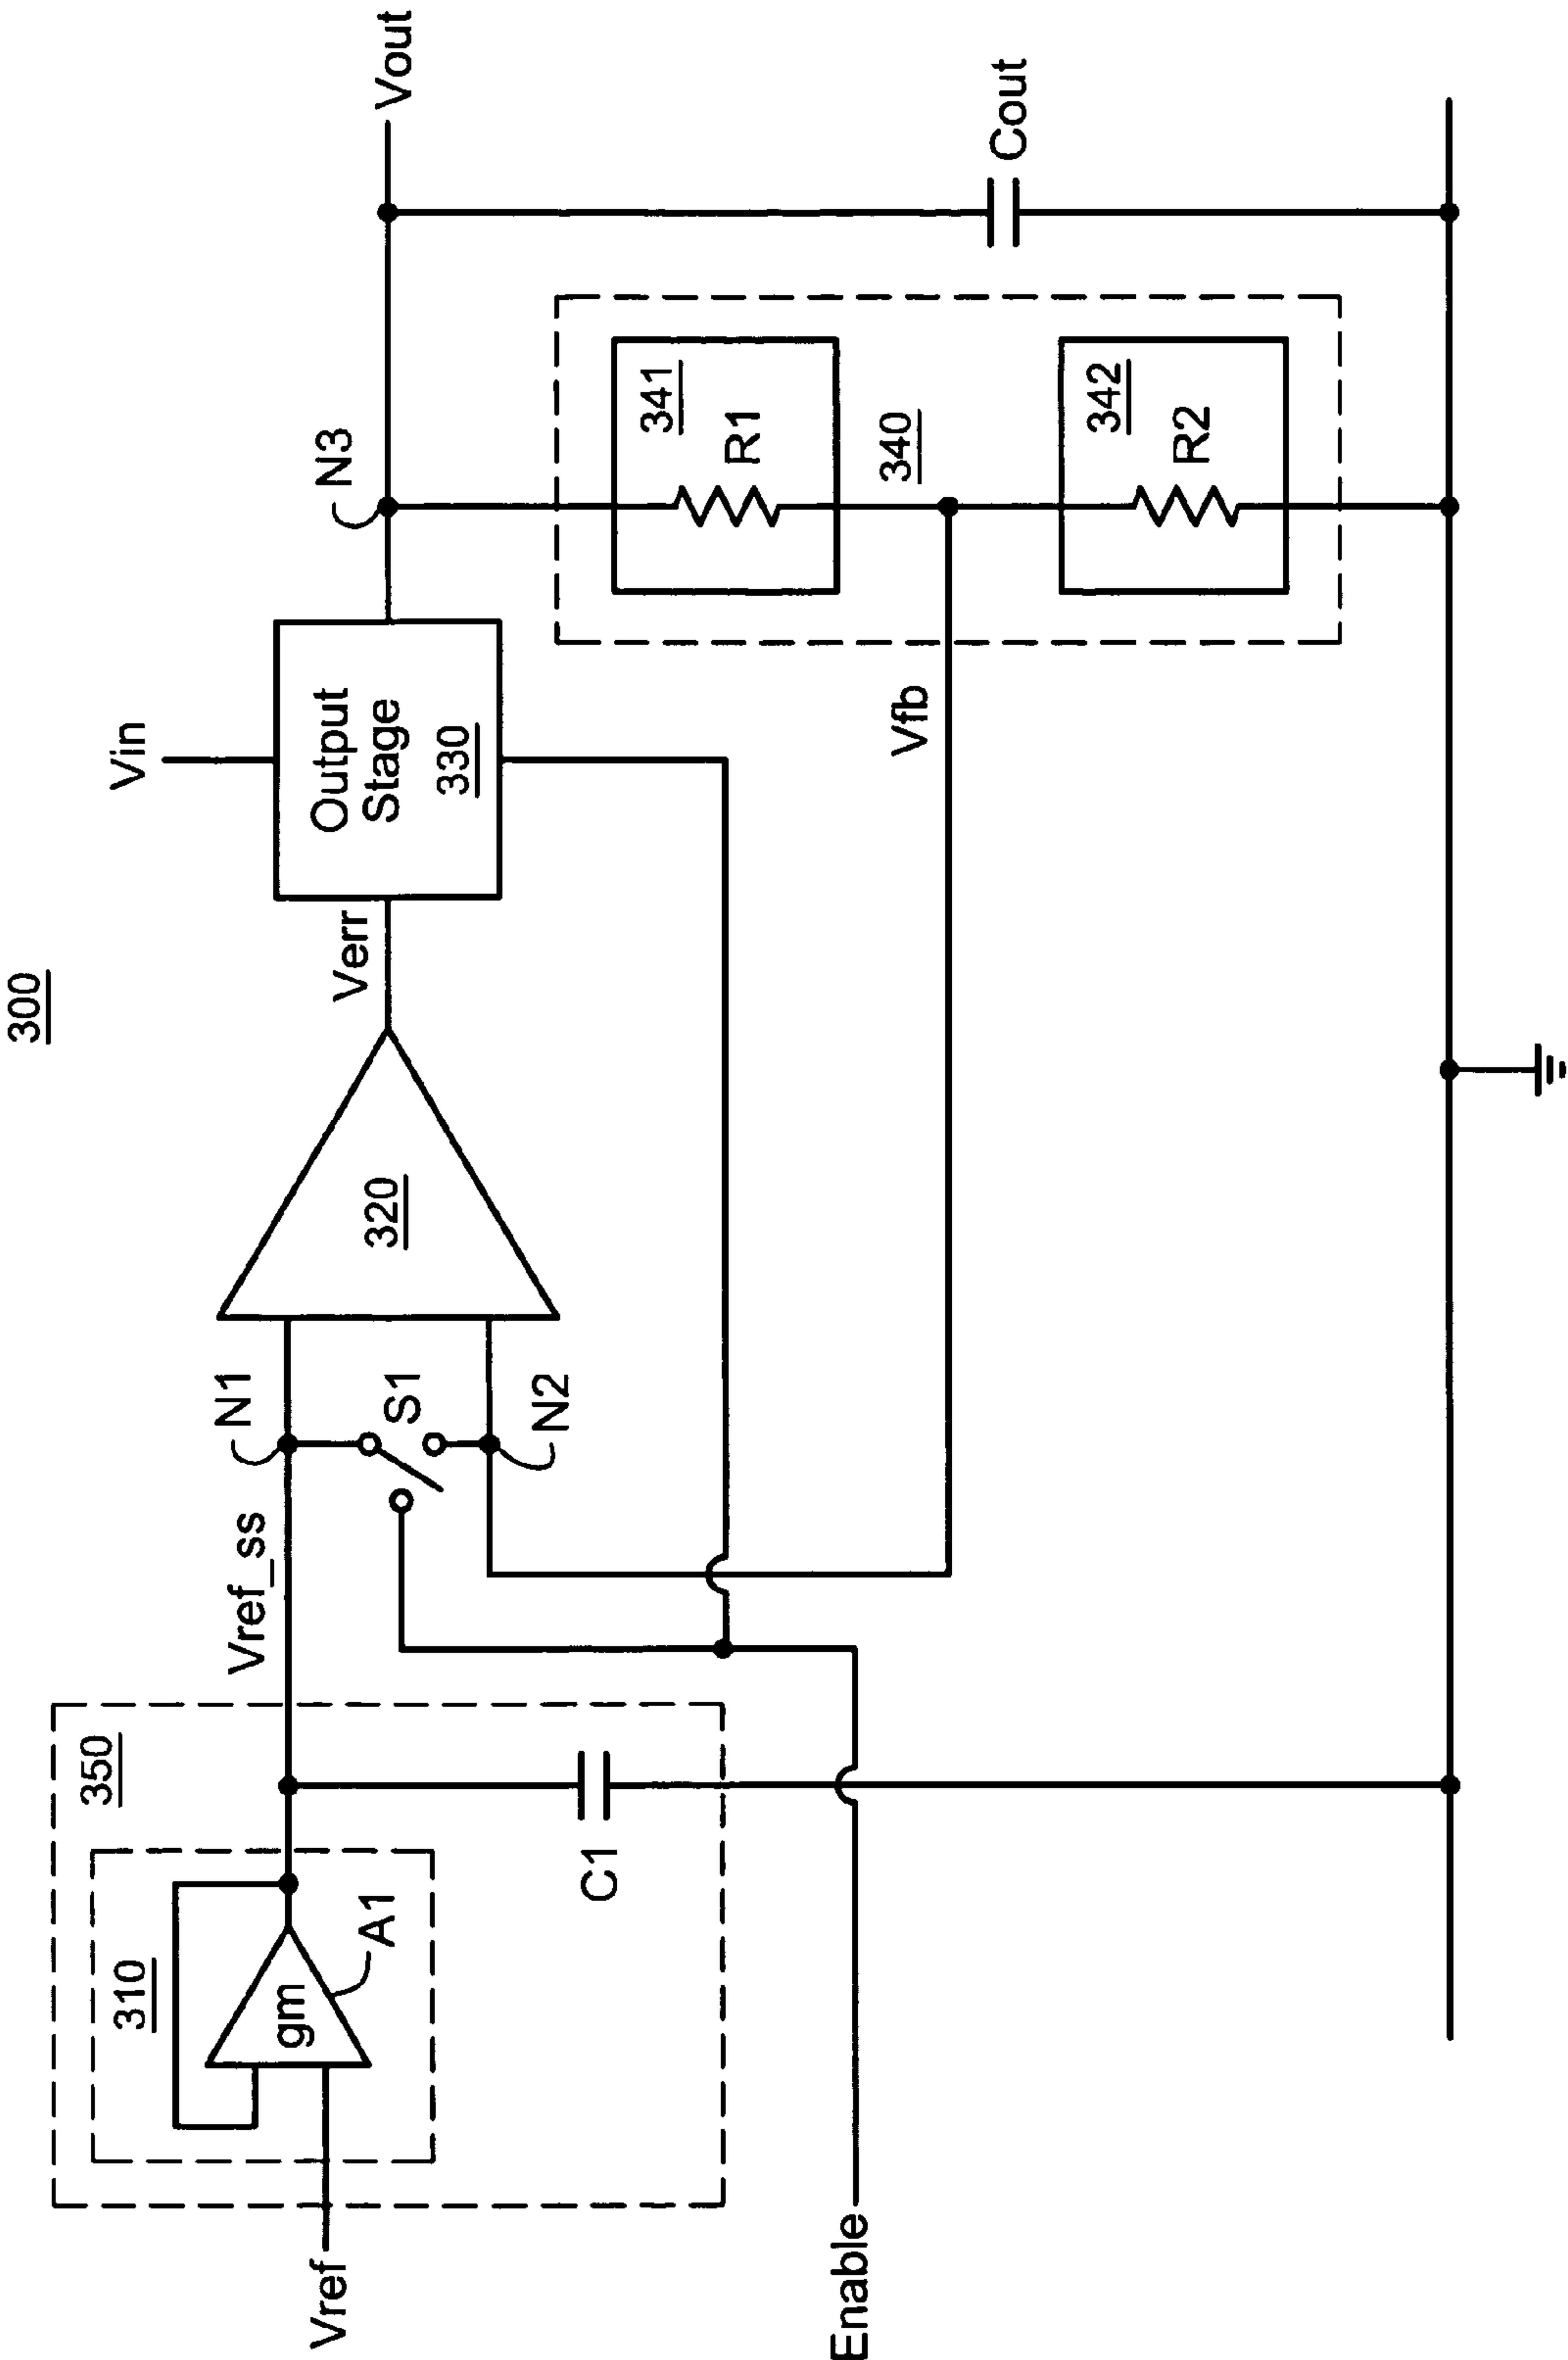 300
Vin
Vout
N3
Output
Stage
330
Verr
320
N1
S1
N2
Vref_ss
350
310
gm
A1
Vref
C1
Enable
Vfb
341
R1
340
342
R2
Cout